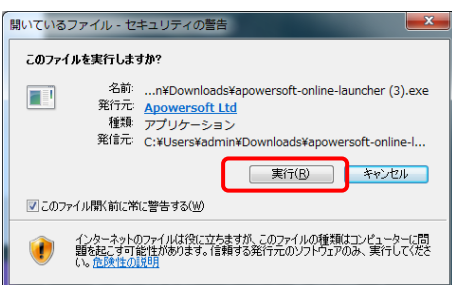 開いているファイル - セキュリティの警告
このファイルを実行しますか?
名前: ...n¥Downloads¥apowersoft-online-launcher (3).exe
発行元: Apowersoft Ltd
種類: アプリケーション
発信元: C:¥Users¥admin¥Downloads¥apowersoft-online-l...
実行(R) キャンセル
このファイル開く前に常に警告する(W)
インターネットのファイルは役に立ちますが、このファイルの種類はコンピューターに問
題を起こす可能性があります。信頼する発行元のソフトウェアのみ、実行してくださ
い。危険性の説明